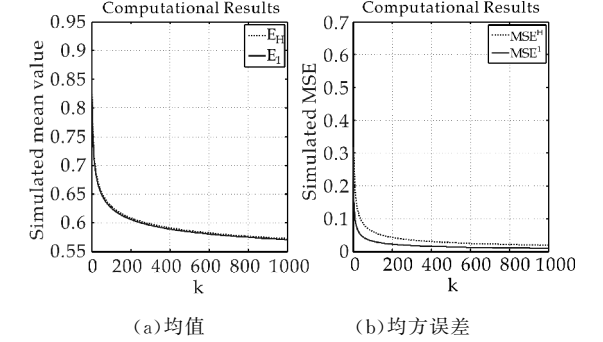 Computational Results
Simulated mean value
0.95
0.9
0.85
0.8
0.75
0.7
0.65
0.6
0.55
E_H
E_1
0 200 400 600 800 1000
k
(a)均值
Computational Results
Simulated MSE
0.7
0.6
0.5
0.4
0.3
0.2
0.1
0
MSE^H
MSE^1
0 200 400 600 800 1000
k
(b)均方误差